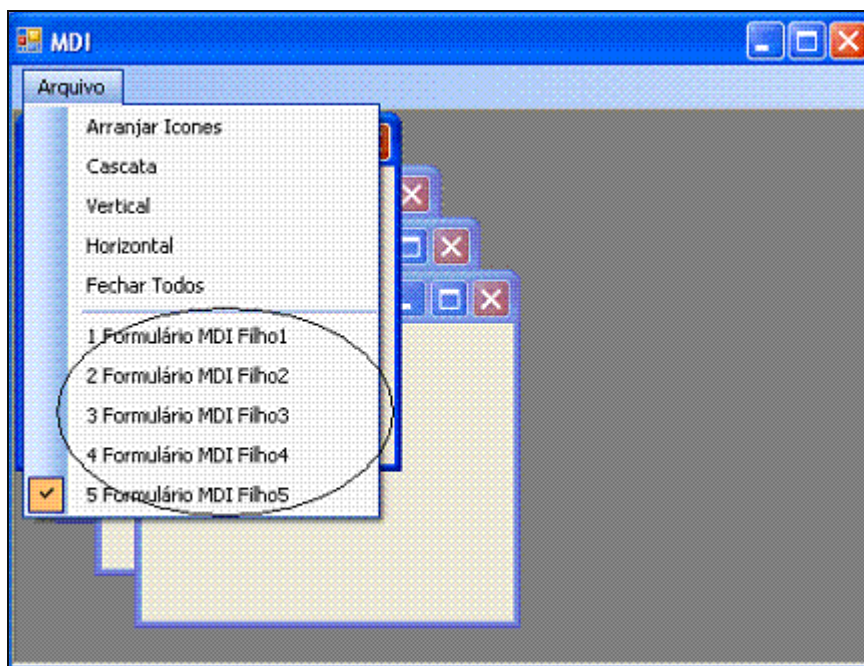 MDI
Arquivo
Arranjar Icones
Cascata
Vertical
Horizontal
Fechar Todos
1 Formulário MDI Filho1
2 Formulário MDI Filho2
3 Formulário MDI Filho3
4 Formulário MDI Filho4
5 Formulário MDI Filho5